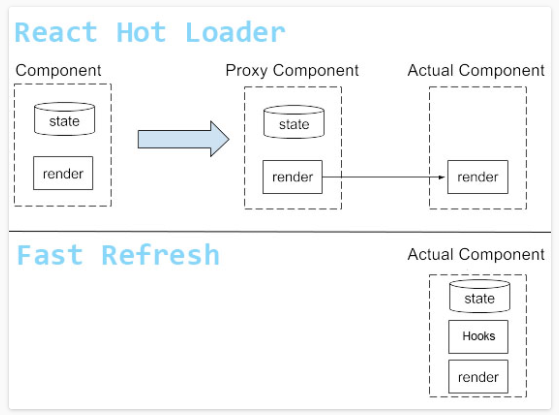 React Hot Loader
Component Proxy Component Actual Component
state state
render render render
Fast Refresh
Actual Component
state
Hooks
render